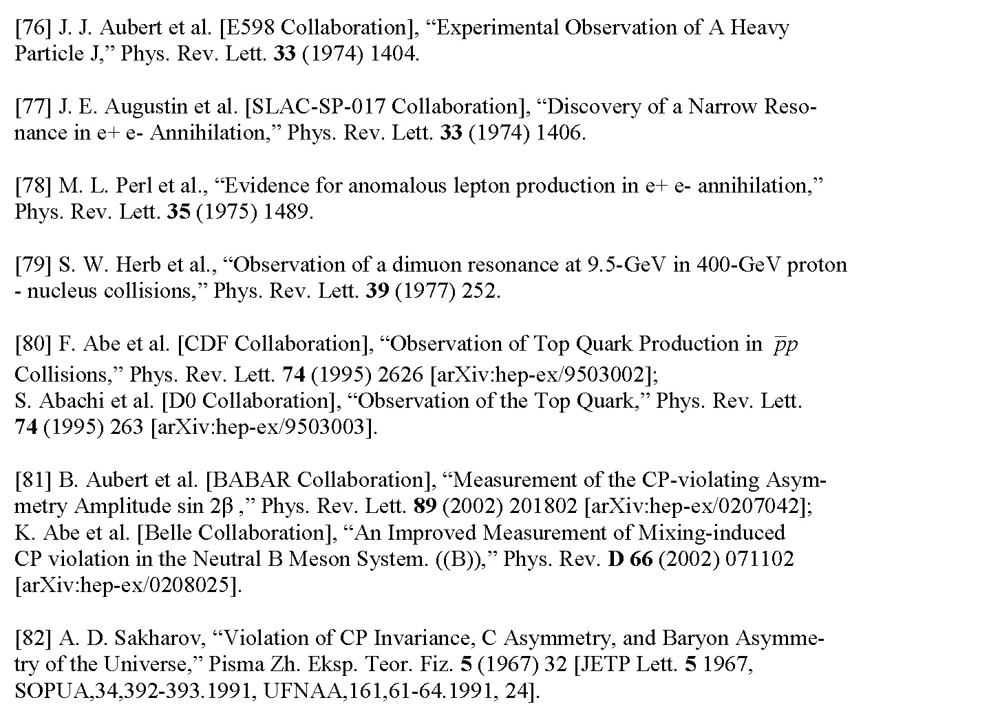 [76] J. J. Aubert et al. [E598 Collaboration], “Experimental Observation of A Heavy
Particle J,” Phys. Rev. Lett. 33 (1974) 1404.
[77] J. E. Augustin et al. [SLAC-SP-017 Collaboration], “Discovery of a Narrow Reso-
nance in e+ e- Annihilation,” Phys. Rev. Lett. 33 (1974) 1406.
[78] M. L. Perl et al., “Evidence for anomalous lepton production in e+ e- annihilation,”
Phys. Rev. Lett. 35 (1975) 1489.
[79] S. W. Herb et al., “Observation of a dimuon resonance at 9.5-GeV in 400-GeV proton
- nucleus collisions,” Phys. Rev. Lett. 39 (1977) 252.
[80] F. Abe et al. [CDF Collaboration], “Observation of Top Quark Production in p̅p
Collisions,” Phys. Rev. Lett. 74 (1995) 2626 [arXiv:hep-ex/9503002];
S. Abachi et al. [D0 Collaboration], “Observation of the Top Quark,” Phys. Rev. Lett.
74 (1995) 263 [arXiv:hep-ex/9503003].
[81] B. Aubert et al. [BABAR Collaboration], “Measurement of the CP-violating Asym-
metry Amplitude sin 2β ,” Phys. Rev. Lett. 89 (2002) 201802 [arXiv:hep-ex/0207042];
K. Abe et al. [Belle Collaboration], “An Improved Measurement of Mixing-induced
CP violation in the Neutral B Meson System. ((B)),” Phys. Rev. D 66 (2002) 071102
[arXiv:hep-ex/0208025].
[82] A. D. Sakharov, “Violation of CP Invariance, C Asymmetry, and Baryon Asymme-
try of the Universe,” Pisma Zh. Eksp. Teor. Fiz. 5 (1967) 32 [JETP Lett. 5 1967,
SOPUA,34,392-393.1991, UFNAA,161,61-64.1991, 24].